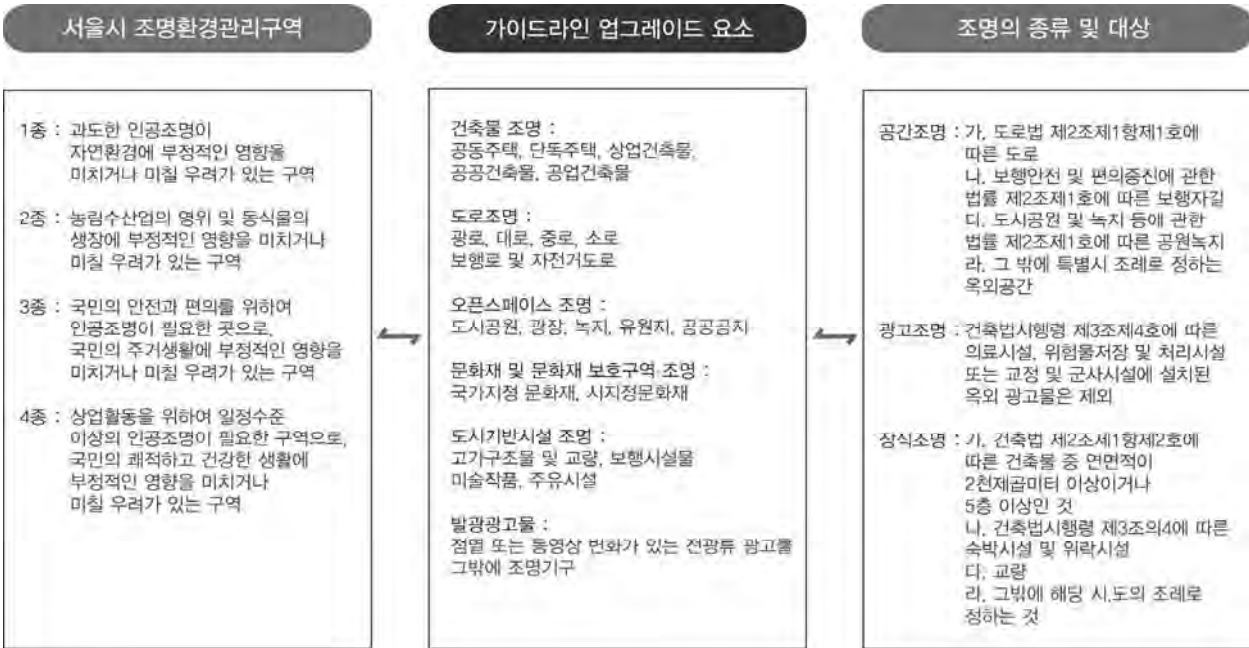 서울시 조명환경관리구역
1종 : 과도한 인공조명이
자연환경에 부정적인 영향을
미치거나 미칠 우려가 있는 구역
2종 : 농림수산업의 영위 및 동식물의
생장에 부정적인 영향을 미치거나
미칠 우려가 있는 구역
3종 : 국민의 안전과 편의를 위하여
인공조명이 필요한 곳으로,
국민의 주거생활에 부정적인 영향을
미치거나 미칠 우려가 있는 구역
4종 : 상업활동을 위하여 일정수준
이상의 인공조명이 필요한 구역으로,
국민의 쾌적하고 건강한 생활에
부정적인 영향을 미치거나
미칠 우려가 있는 구역
가이드라인 업그레이드 요소
건축물 조명 :
공동주택, 단독주택, 상업건축물,
공공건축물, 공업건축물
도로조명 :
광로, 대로, 중로, 소로
보행로 및 자전거도로
오픈스페이스 조명 :
도시공원, 광장, 녹지, 유원지, 공공공지
문화재 및 문화재 보호구역 조명 :
국가지정 문화재, 시지정문화재
도시기반시설 조명 :
고가구조물 및 교량, 보행시설물
미술작품, 주유시설
발광광고물 :
점멸 또는 동영상 변화가 있는 전광류 광고물
그밖에 조명기구
조명의 종류 및 대상
공간조명 : 가, 도로법 제2조제1항제1호에
따른 도로
나, 보행안전 및 편의증진에 관한
법률 제2조제1호에 따른 보행자길
디, 도시공원 및 녹지 등에 관한
법률 제2조제1호에 따른 공원녹지
라, 그 밖에 특별시 조례로 정하는
옥외공간
광고조명 : 건축법시행령 제3조제4호에 따른
의료시설, 위험물저장 및 처리시설
또는 교정 및 군사시설에 설치된
옥외 광고물은 제외
장식조명 : 가, 건축법 제2조제1항제2호에
따른 건축물 중 연면적이
2천제곱미터 이상이거나
5층 이상인 것
나, 건축법시행령 제3조의4에 따른
숙박시설 및 위락시설
다, 교량
라, 그밖에 해당 시.도의 조례로
정하는 것